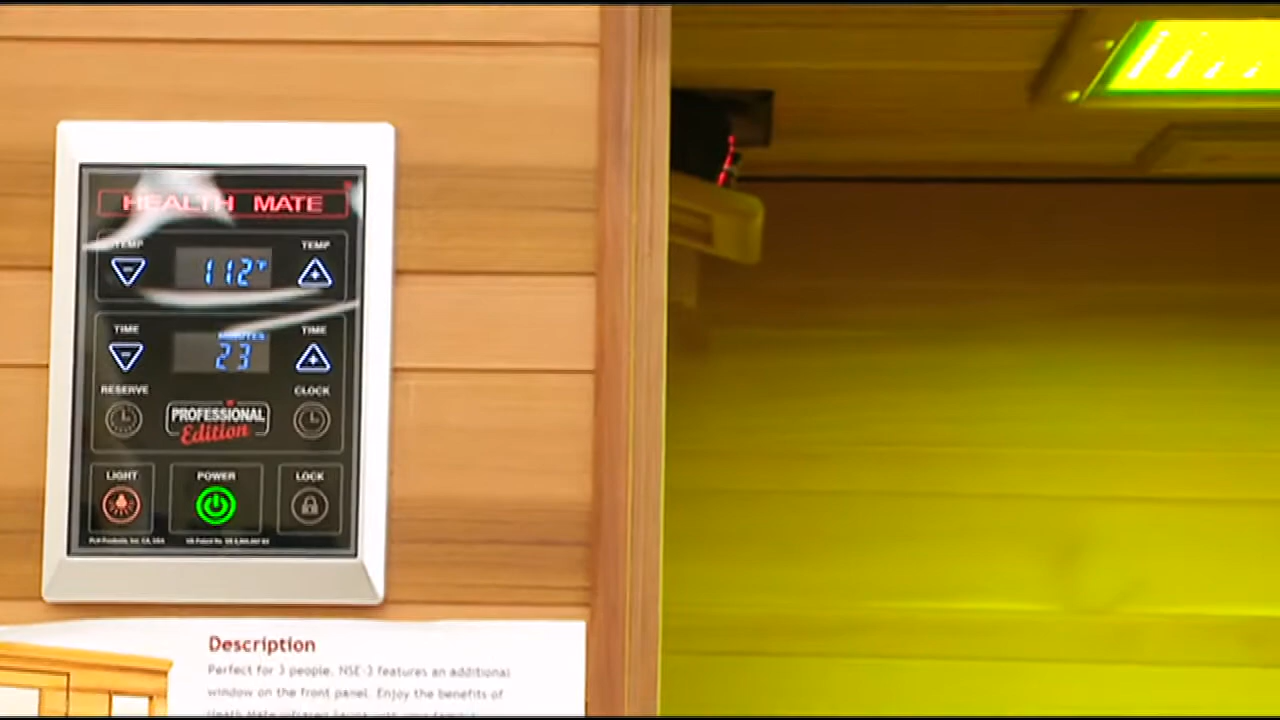 HEALTH MATE
TEMP TEMP
112°F
TIME MINUTES TIME
23
RESERVE CLOCK
PROFESSIONAL
Edition
LIGHT POWER LOCK
Description
Perfect for 3 people, NSE-3 features an additional
window on the front panel. Enjoy the benefits of